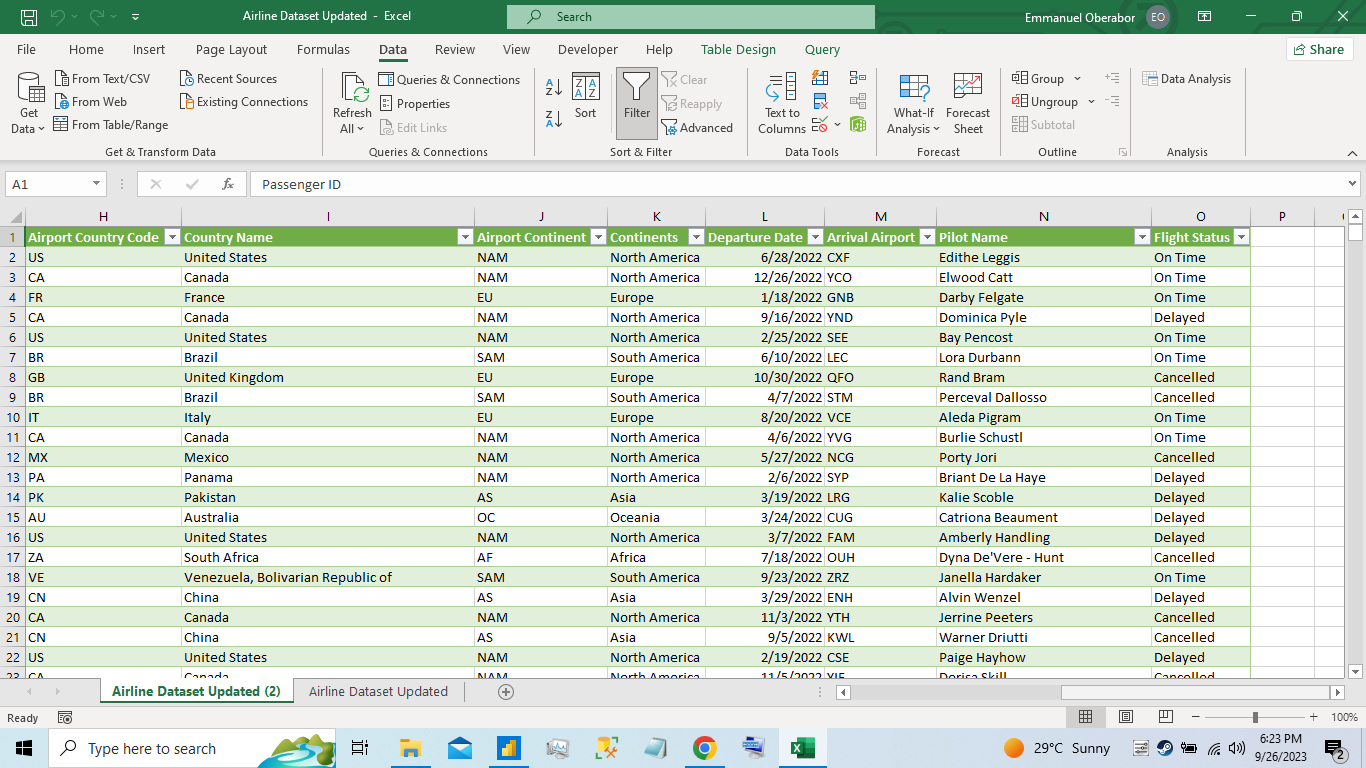 Airline Dataset Updated - Excel
Search
Emmanuel Oberabor EO
File Home Insert Page Layout Formulas Data Review View Developer Help Table Design Query Share
Get Data
From Text/CSV
From Web
From Table/Range
Recent Sources
Existing Connections
Get & Transform Data
Refresh All
Queries & Connections
Properties
Edit Links
Queries & Connections
Sort
Filter
Clear
Reapply
Advanced
Sort & Filter
Text to Columns
Data Tools
What-If Analysis
Forecast Sheet
Forecast
Group
Ungroup
Subtotal
Outline
Data Analysis
Analysis
A1 fx Passenger ID
H I J K L M N O P
1 Airport Country Code Country Name Airport Continent Continents Departure Date Arrival Airport Pilot Name Flight Status
2 US United States NAM North America 6/28/2022 CXF Edithe Leggis On Time
3 CA Canada NAM North America 12/26/2022 YCO Elwood Catt On Time
4 FR France EU Europe 1/18/2022 GNB Darby Felgate On Time
5 CA Canada NAM North America 9/16/2022 YND Dominica Pyle Delayed
6 US United States NAM North America 2/25/2022 SEE Bay Pencost On Time
7 BR Brazil SAM South America 6/10/2022 LEC Lora Durbann On Time
8 GB United Kingdom EU Europe 10/30/2022 QFO Rand Bram Cancelled
9 BR Brazil SAM South America 4/7/2022 STM Perceval Dallosso Cancelled
10 IT Italy EU Europe 8/20/2022 VCE Aleda Pigram On Time
11 CA Canada NAM North America 4/6/2022 YVG Burlie Schustl On Time
12 MX Mexico NAM North America 5/27/2022 NCG Porty Jori Cancelled
13 PA Panama NAM North America 2/6/2022 SYP Briant De La Haye Delayed
14 PK Pakistan AS Asia 3/19/2022 LRG Kalie Scoble Delayed
15 AU Australia OC Oceania 3/24/2022 CUG Catriona Beaument Delayed
16 US United States NAM North America 3/7/2022 FAM Amberly Handling Delayed
17 ZA South Africa AF Africa 7/18/2022 OUH Dyna De'Vere - Hunt Cancelled
18 VE Venezuela, Bolivarian Republic of SAM South America 9/23/2022 ZRZ Janella Hardaker On Time
19 CN China AS Asia 3/29/2022 ENH Alvin Wenzel Delayed
20 CA Canada NAM North America 11/3/2022 YTH Jerrine Peeters Cancelled
21 CN China AS Asia 9/5/2022 KWL Warner Driutti Cancelled
22 US United States NAM North America 2/19/2022 CSE Paige Hayhow Delayed
23 CA Canada NAM North America 11/5/2022 Cancelled
Airline Dataset Updated (2) Airline Dataset Updated
Ready 100%
Type here to search 29°C Sunny 6:23 PM
9/26/2023 2